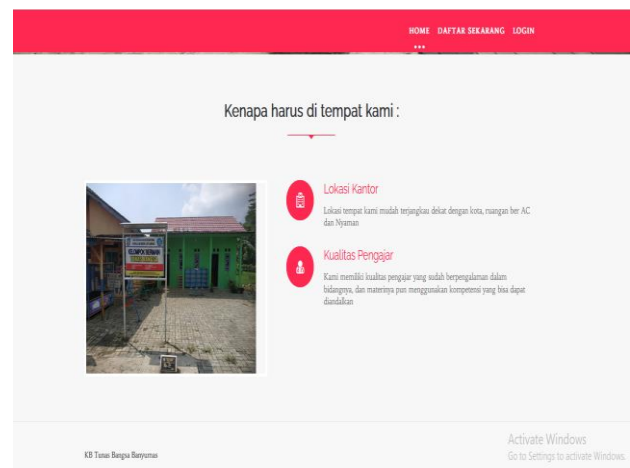 HOME DAFTAR SEKARANG LOGIN
Kenapa harus di tempat kami :
Lokasi Kantor
Lokasi tempat kami mudah terjangkau dekat dengan kota, ruangan ber AC
dan Nyaman
KELOMPOK BERMAIN
Kualitas Pengajar
Kami memiliki kualitas pengajar yang sudah berpengalaman dalam
bidangnya, dan materinya pun menggunakan kompetensi yang bisa dapat
diandalkan
Activate Windows
Go to Settings to activate Windows.
KB Tunas Bangsa Banyumas